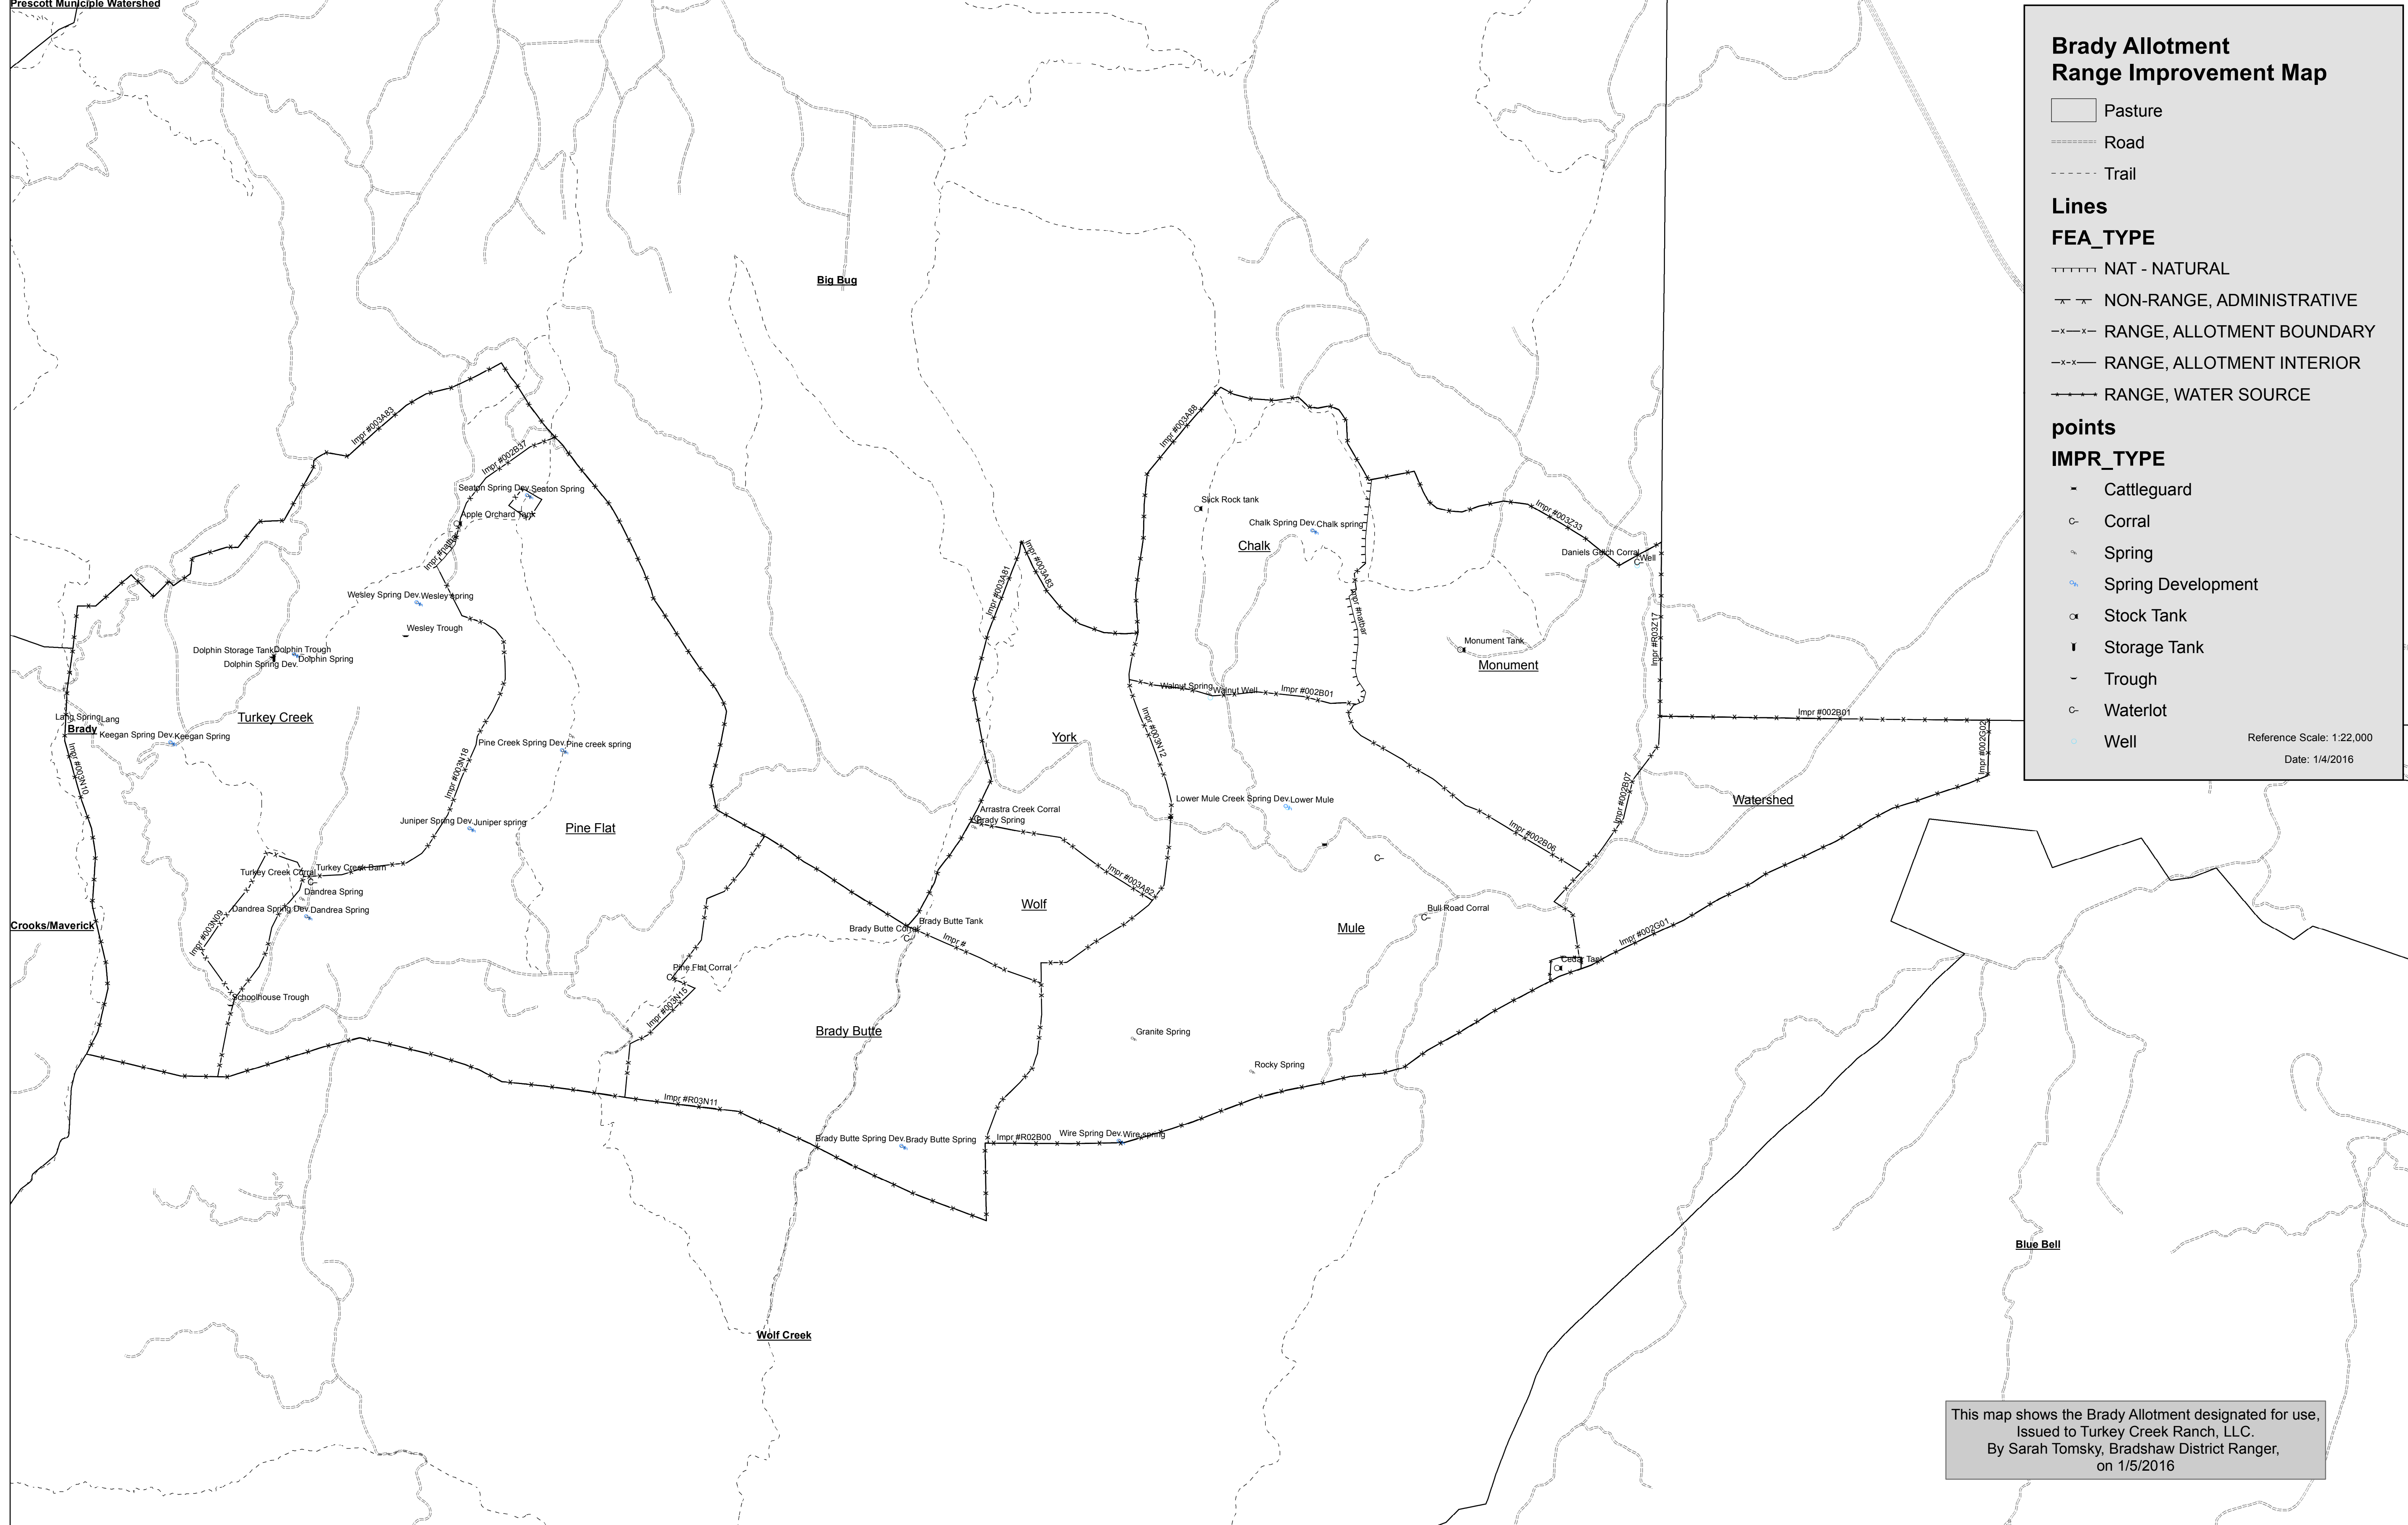 Prescott Municiple Watershed
Brady Allotment
Range Improvement Map
Pasture
Road
Trail
Lines
FEA_TYPE
NAT - NATURAL
NON-RANGE, ADMINISTRATIVE
RANGE, ALLOTMENT BOUNDARY
RANGE, ALLOTMENT INTERIOR
RANGE, WATER SOURCE
points
IMPR_TYPE
Cattleguard
Corral
Spring
Spring Development
Stock Tank
Storage Tank
Trough
Waterlot
Well
Reference Scale: 1:22,000
Date: 1/4/2016
Big Bug
Impr #003A83
Impr #002B37
Seaton Spring Dev.
Seaton Spring
Apple Orchard Tank
Impr #natbar
Wesley Spring Dev.
Wesley spring
Wesley Trough
Dolphin Storage Tank
Dolphin Trough
Dolphin Spring
Dolphin Spring Dev.
Turkey Creek
Lang Spring
Lang
Brady
Keegan Spring Dev.
Keegan Spring
Impr #003N10
Pine Creek Spring Dev.
Pine creek spring
Impr #003N18
Juniper Spring Dev.
Juniper spring
Pine Flat
Turkey Creek Barn
Turkey Creek Corral
Dandrea Spring
Dandrea Spring Dev.
Dandrea Spring
Impr #003N09
Crooks/Maverick
Schoolhouse Trough
Impr #003A88
Slick Rock tank
Chalk Spring Dev.
Chalk spring
Chalk
Impr #003Z33
Daniels Gulch Corral
Well
Impr #003A81
Impr #003A83
Impr #natbar
Monument Tank
Monument
Impr #R03Z17
Walnut Spring
Walnut Well
Impr #002B01
Impr #002B01
Impr #002G02
York
Impr #003N12
Lower Mule Creek Spring Dev.
Lower Mule
Watershed
Impr #002B07
Impr #002B06
Arrastra Creek Corral
Brady Spring
Impr #003A82
Wolf
Brady Butte Tank
Brady Butte Corral
Impr #
Bull Road Corral
Mule
Impr #002G01
Cedar Tank
Pine Flat Corral
Impr #003N15
Brady Butte
Granite Spring
Rocky Spring
Impr #R03N11
Brady Butte Spring Dev.
Brady Butte Spring
Impr #R02B00
Wire Spring Dev.
Wire spring
Blue Bell
Wolf Creek
This map shows the Brady Allotment designated for use,
Issued to Turkey Creek Ranch, LLC.
By Sarah Tomsky, Bradshaw District Ranger,
on 1/5/2016